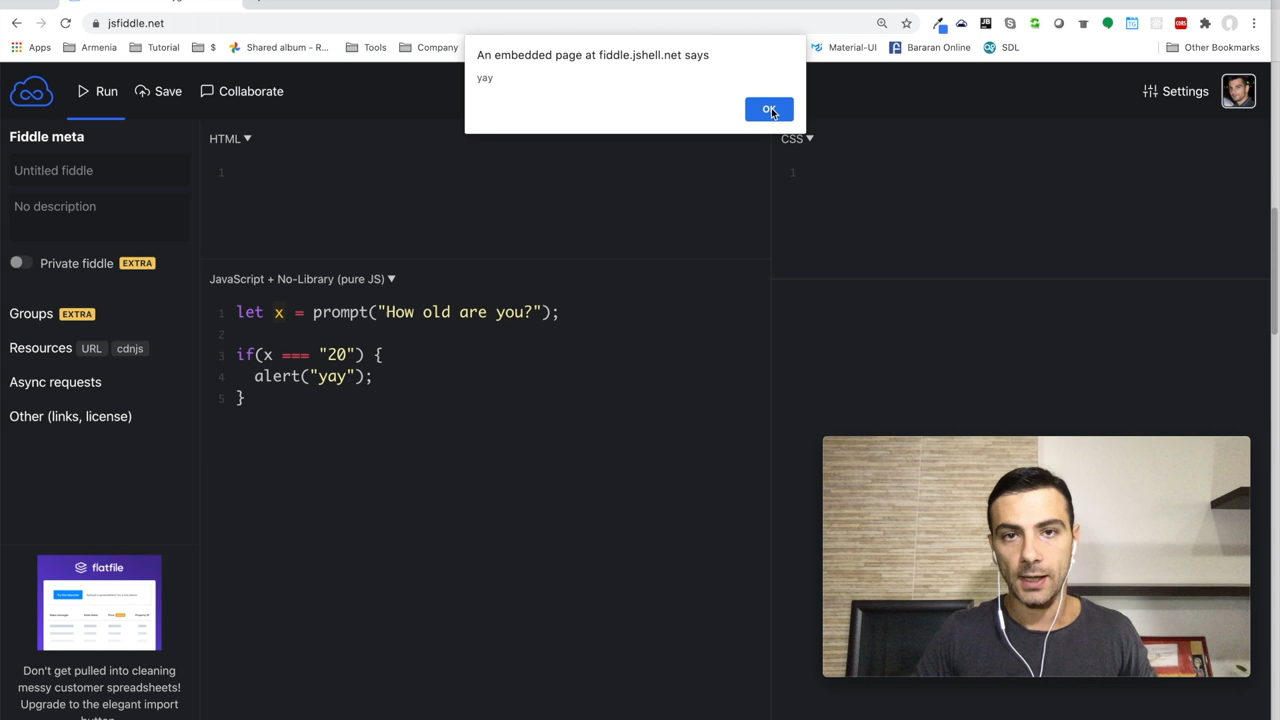 jsfiddle.net
Apps
Armenia
Tutorial
$
Shared album - R...
Tools
Company
Material-UI
Bararan Online
SDL
Other Bookmarks
An embedded page at fiddle.jshell.net says
yay
OK
Run
Save
Collaborate
Settings
Fiddle meta
Untitled fiddle
No description
Private fiddle EXTRA
Groups EXTRA
Resources URL cdnjs
Async requests
Other (links, license)
flatfile
Don't get pulled into cleaning
messy customer spreadsheets!
Upgrade to the elegant import
HTML
1
CSS
1
JavaScript + No-Library (pure JS)
1 let x = prompt("How old are you?");
2
3 if(x === "20") {
4 alert("yay");
5 }